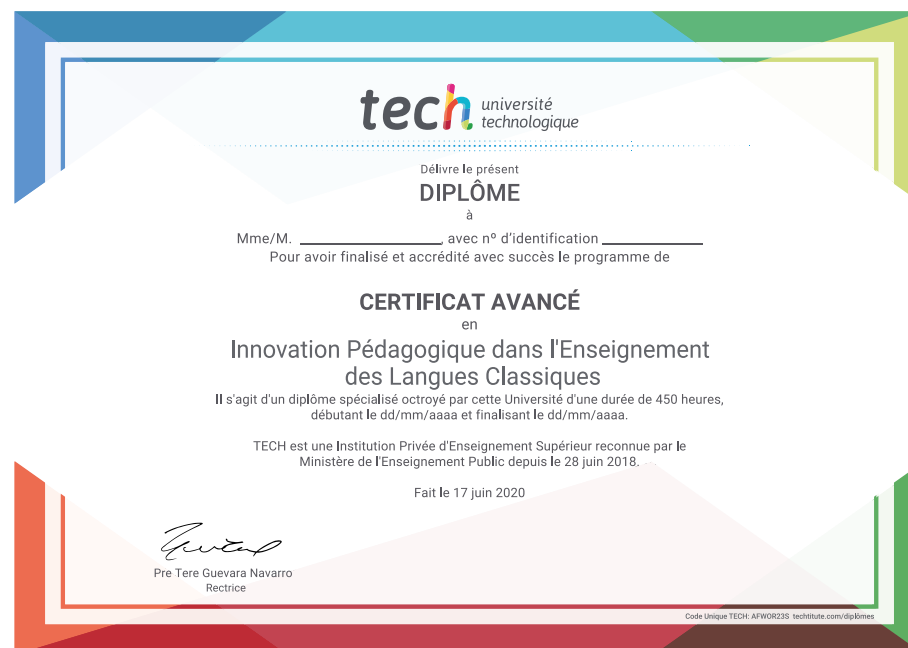 tech université
technologique
Délivre le présent
DIPLÔME
à
Mme/M. ____________________, avec nº d'identification ______________
Pour avoir finalisé et accrédité avec succès le programme de
CERTIFICAT AVANCÉ
en
Innovation Pédagogique dans l'Enseignement
des Langues Classiques
Il s'agit d'un diplôme spécialisé octroyé par cette Université d'une durée de 450 heures,
débutant le dd/mm/aaaa et finalisant le dd/mm/aaaa.
TECH est une Institution Privée d'Enseignement Supérieur reconnue par le
Ministère de l'Enseignement Public depuis le 28 juin 2018.
Fait le 17 juin 2020
Pre Tere Guevara Navarro
Rectrice
Code Unique TECH: AFWOR23S techtitute.com/diplômes